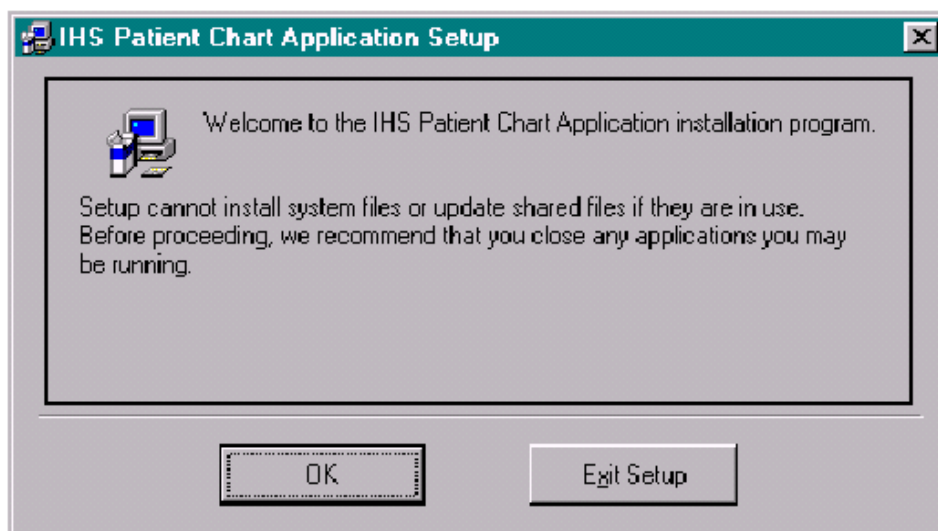 IHS Patient Chart Application Setup
Welcome to the IHS Patient Chart Application installation program.
Setup cannot install system files or update shared files if they are in use.
Before proceeding, we recommend that you close any applications you may
be running.
OK
Exit Setup